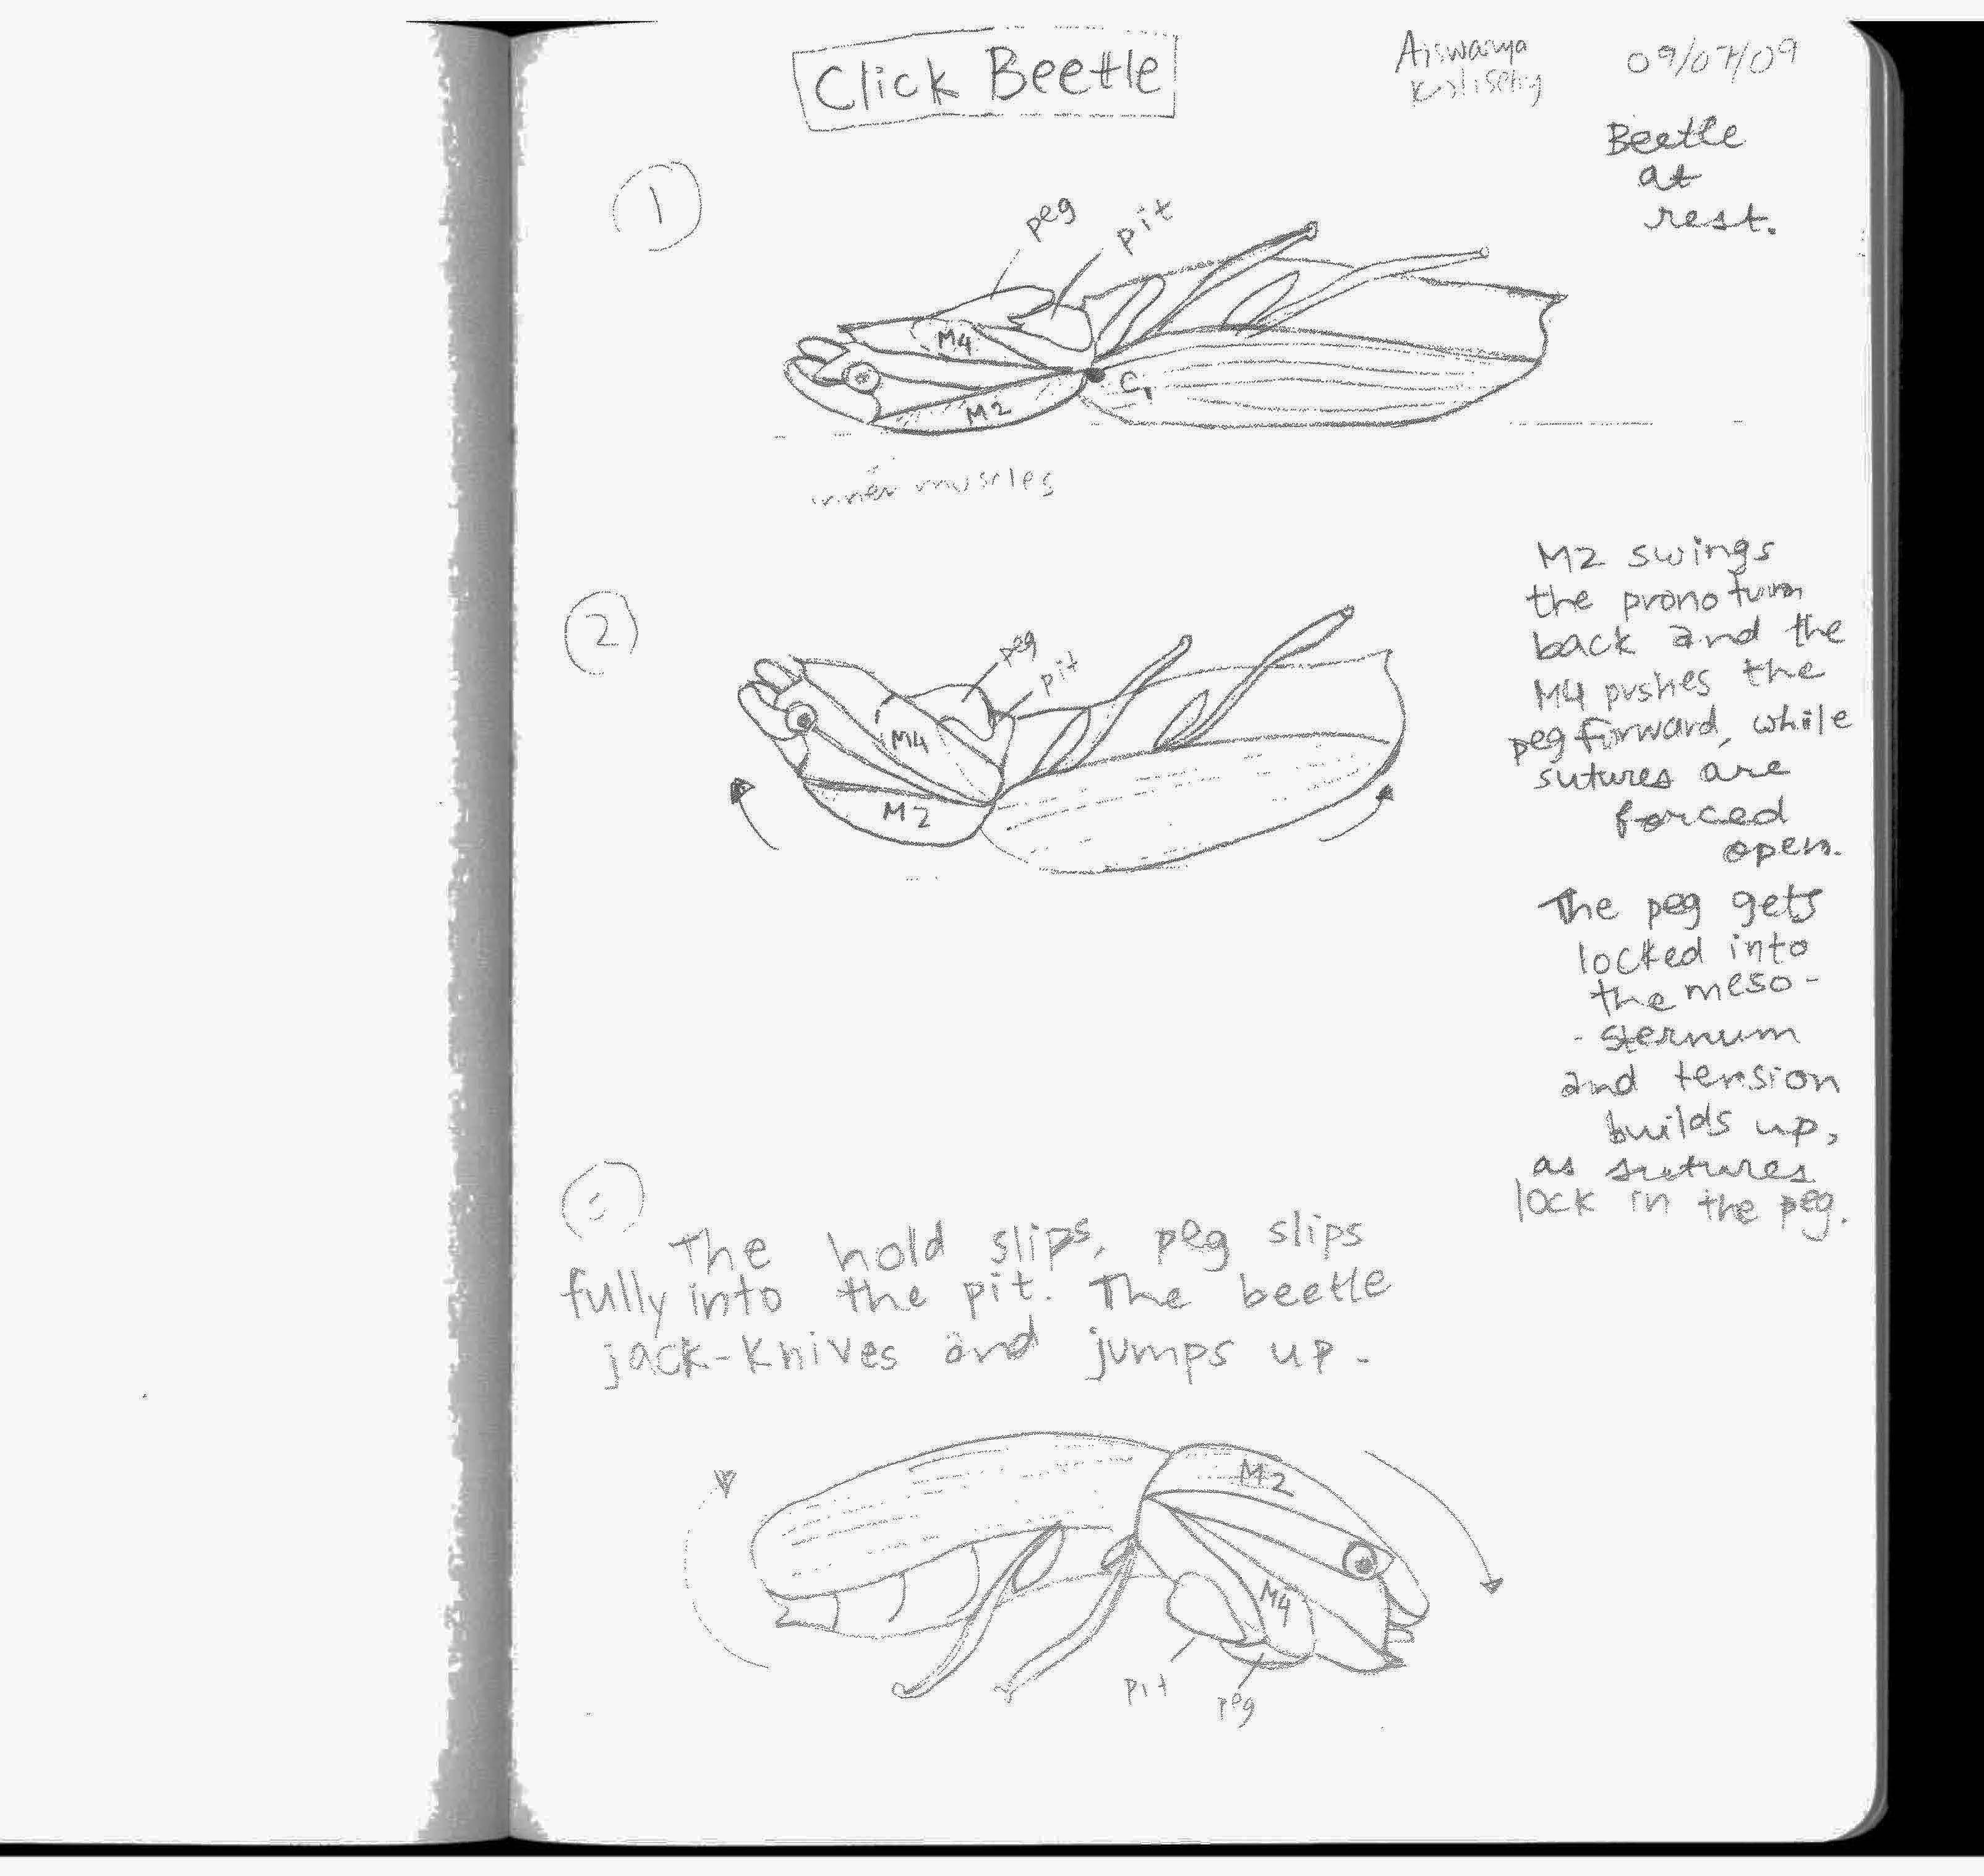 Click Beetle
Aiswarya
09/07/09
Beetle
at
rest.
1
peg
pit
M4
C1
M2
inner muscles
2
peg
pit
M4
M2
M2 swings
the pronotum
back and the
M4 pushes the
peg forward, while
sutures are
forced
open.
The peg gets
locked into
the meso-
-sternum
and tension
builds up,
as sutures
lock in the peg.
The hold slips, peg slips
fully into the pit. The beetle
jack-knives and jumps up.
M2
M4
pit
peg